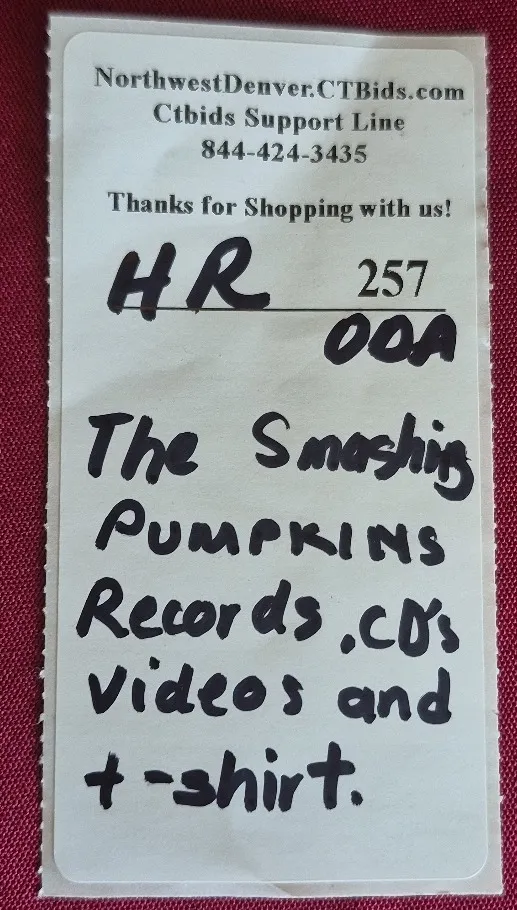 NorthwestDenver.CTBids.com
Ctbids Support Line
844-424-3435
Thanks for Shopping with us!
HR 257
OOA
The Smashing
PUMPKINS
Records, CD's
videos and
t-shirt.